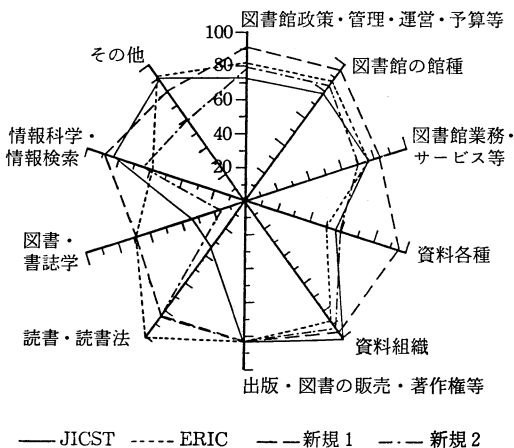 100
図書館政策・管理・運営・予算等
その他
図書館の館種
80
60
情報科学・
情報検索
40
図書館業務・
サービス等
20
図書・
書誌学
資料各種
読書・読書法
資料組織
出版・図書の販売・著作権等
JICST ERIC 新規1 新規2